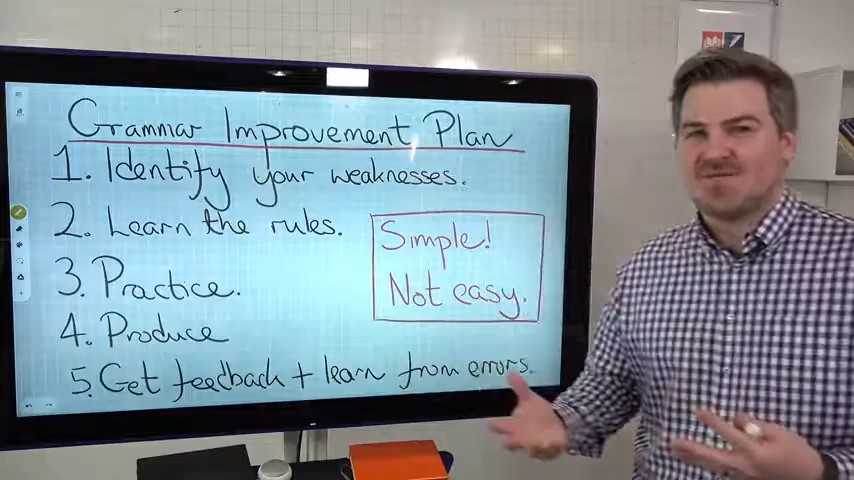 Grammar Improvement Plan
1. Identify your weaknesses.
2. Learn the rules.
3. Practice.
4. Produce
5. Get feedback + learn from errors.
Simple!
Not easy.